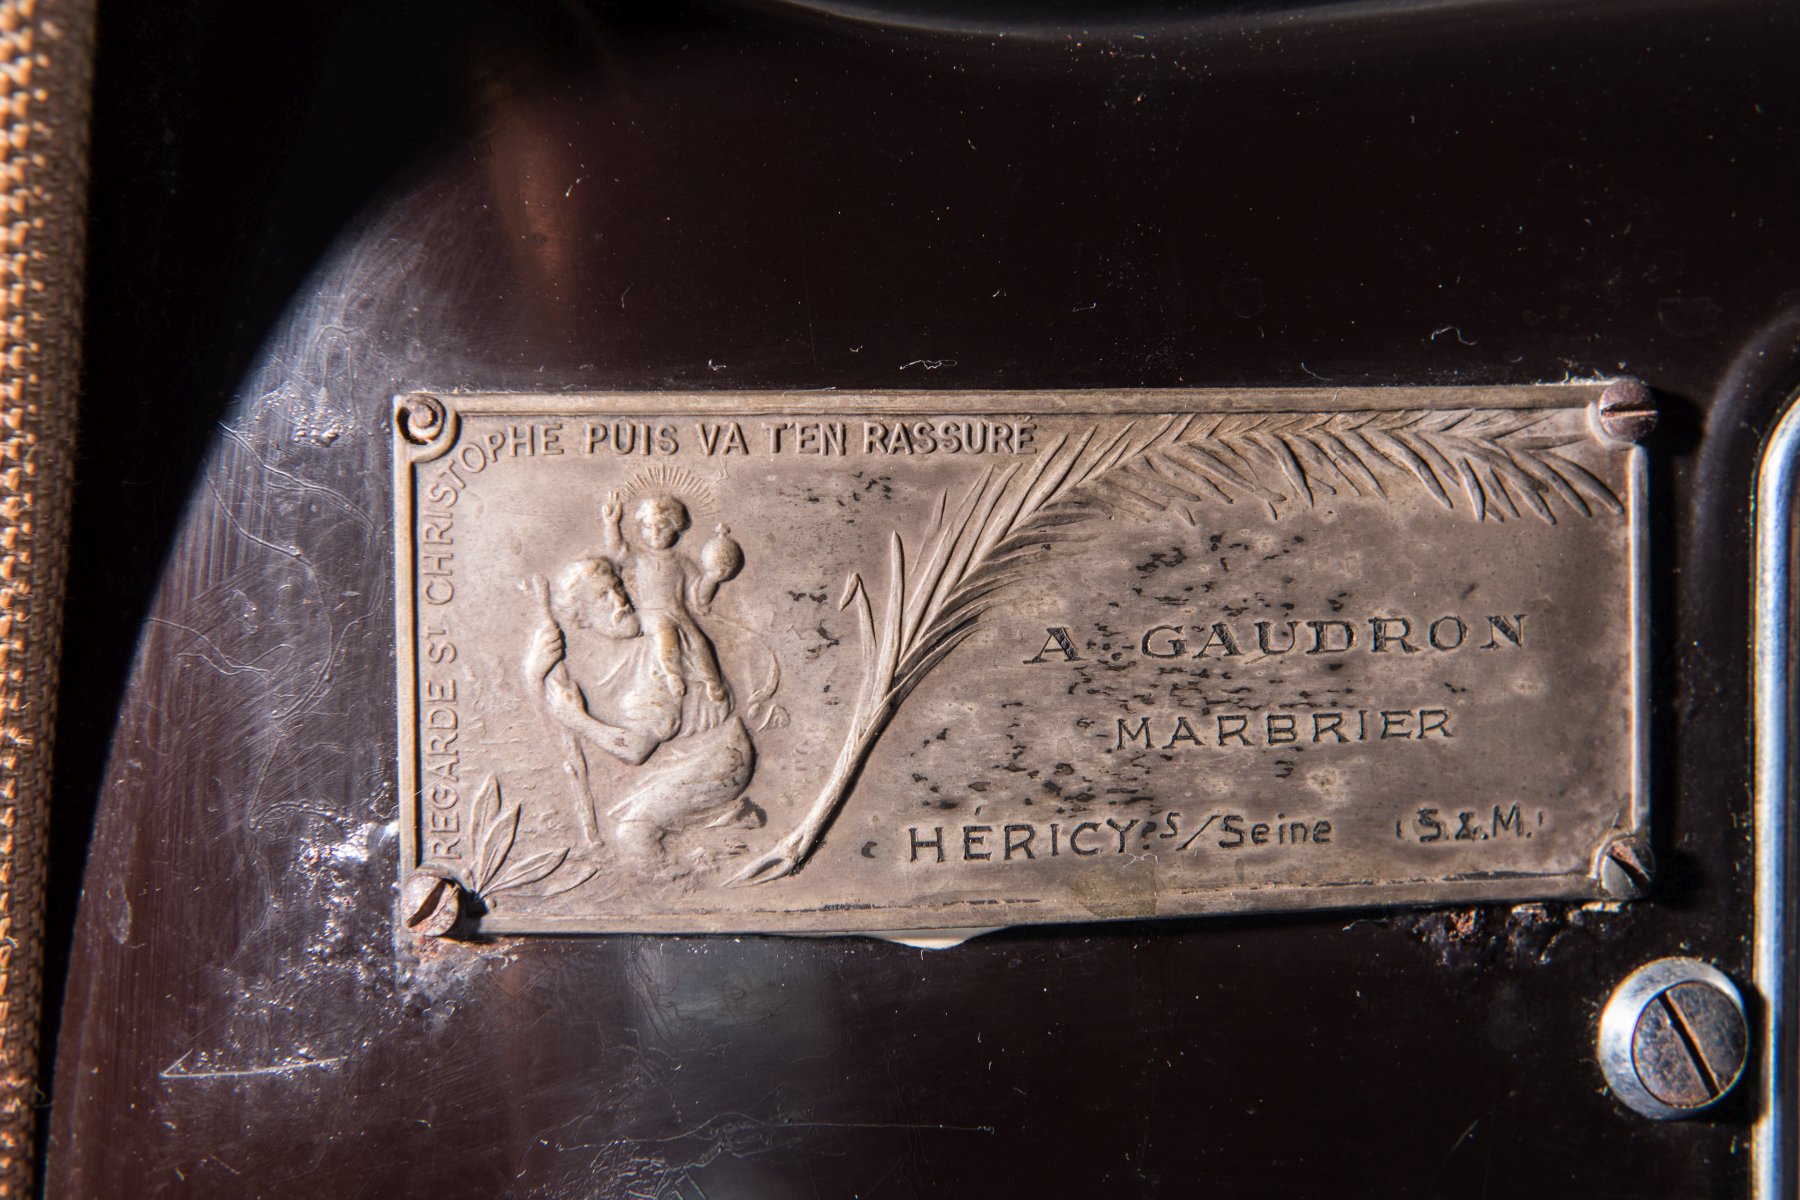 REGARDE ST CHRISTOPHE PUIS VA T'EN RASSURÉ
A GAUDRON
MARBRIER
HÉRICY S/Seine (S.&.M.)